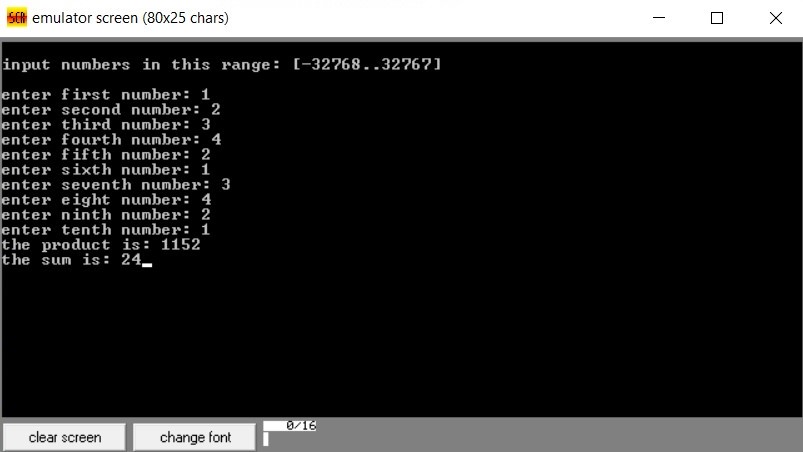 SCR emulator screen (80x25 chars)
input numbers in this range: [-32768..32767]
enter first number: 1
enter second number: 2
enter third number: 3
enter fourth number: 4
enter fifth number: 2
enter sixth number: 1
enter seventh number: 3
enter eight number: 4
enter ninth number: 2
enter tenth number: 1
the product is: 1152
the sum is: 24
clear screen
change font
0/16